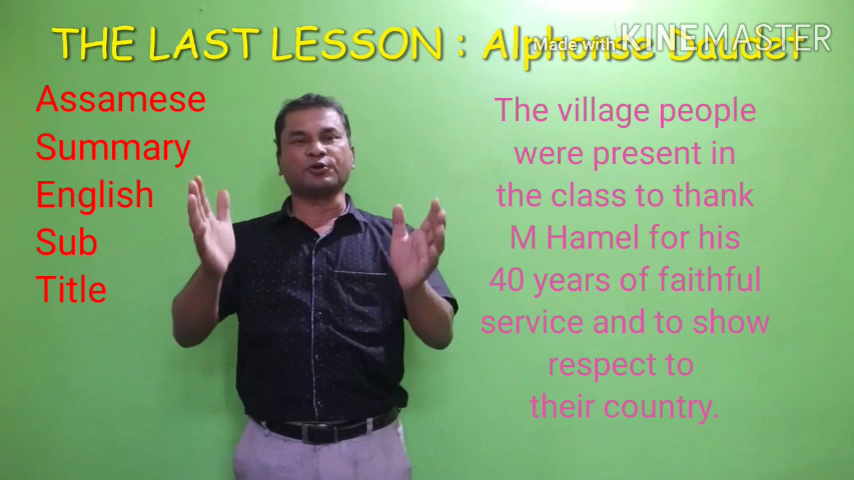 THE LAST LESSON : Alphonse Daudet
Made with KINEMASTER
Assamese
Summary
English
Sub
Title
The village people
were present in
the class to thank
M Hamel for his
40 years of faithful
service and to show
respect to
their country.